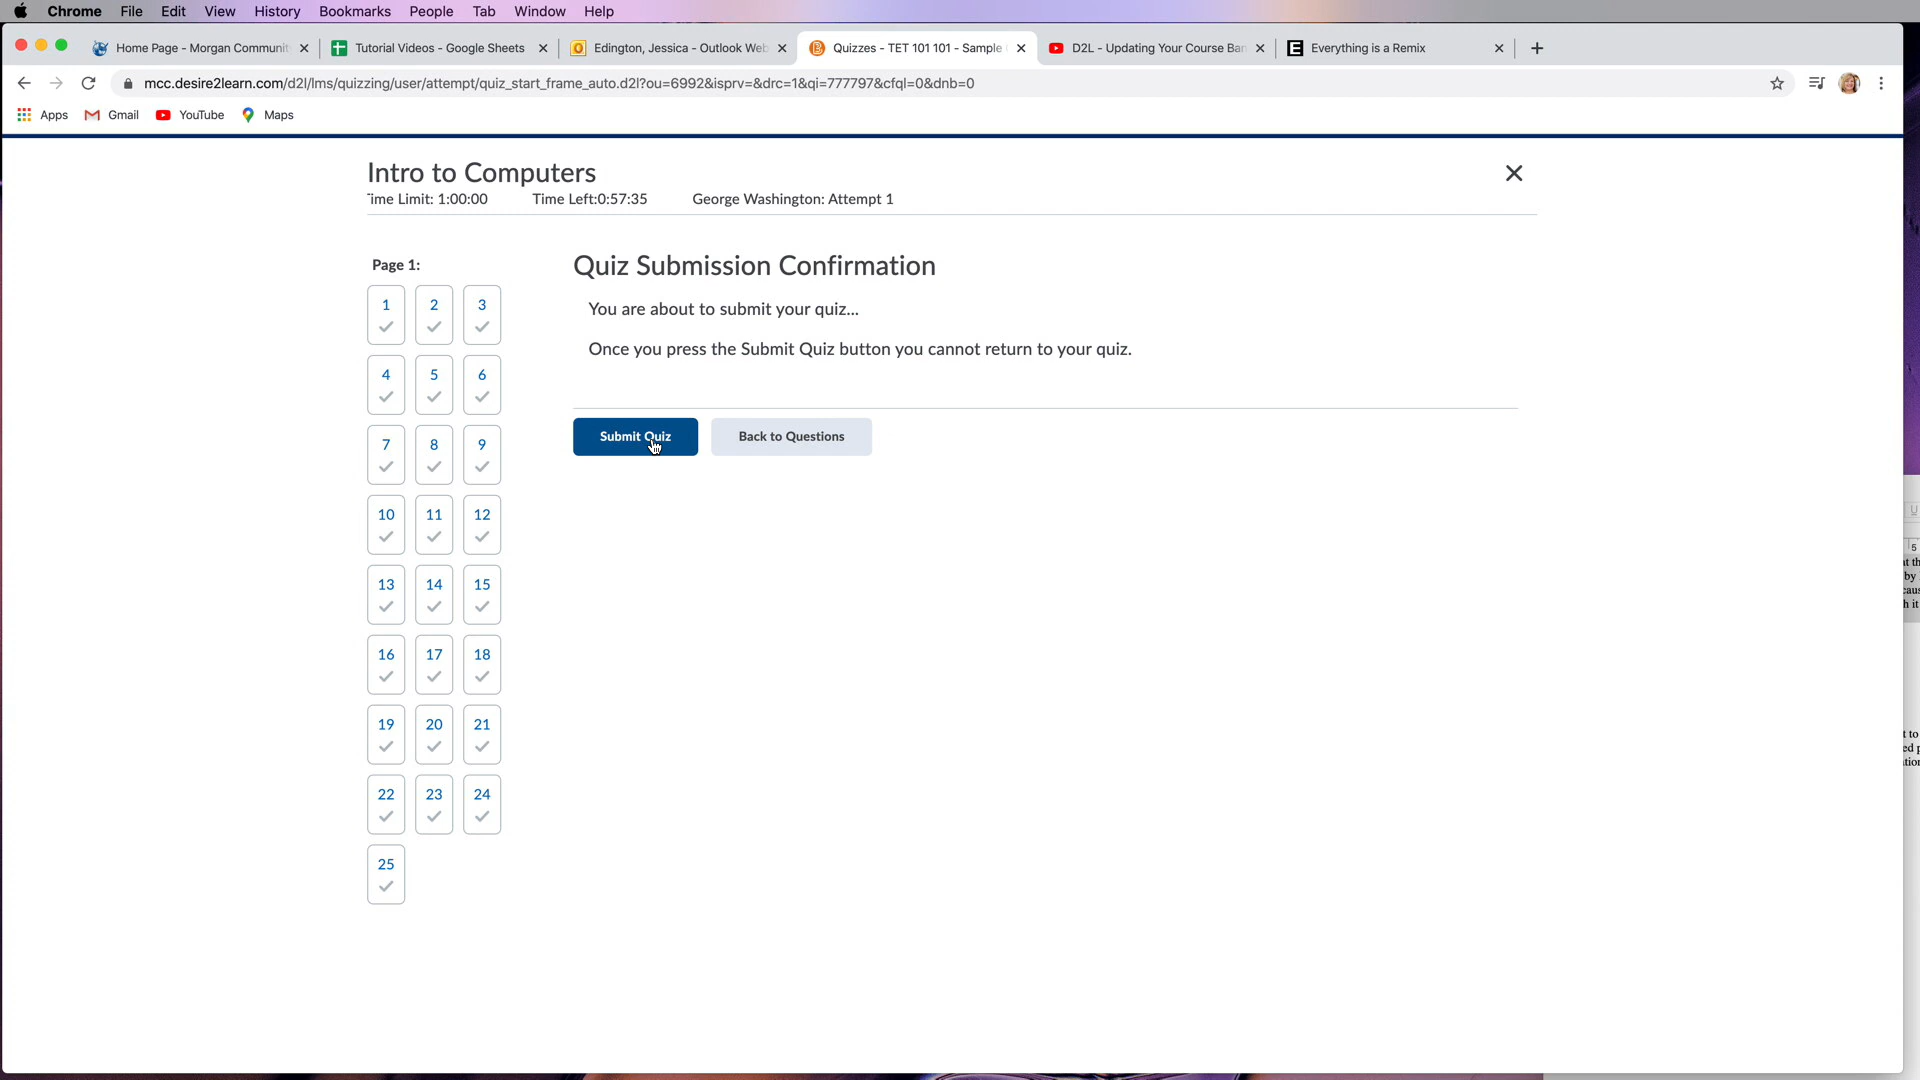 Chrome File Edit View History Bookmarks People Tab Window Help
Home Page - Morgan Communit Tutorial Videos - Google Sheets Edington, Jessica - Outlook Web Quizzes - TET 101 101 - Sample D2L - Updating Your Course Ban Everything is a Remix
mcc.desire2learn.com/d2l/lms/quizzing/user/attempt/quiz_start_frame_auto.d2l?ou=6992&isprv=&drc=1&qi=777797&cfql=0&dnb=0
Apps Gmail YouTube Maps
Intro to Computers
ime Limit: 1:00:00 Time Left:0:57:35 George Washington: Attempt 1
Page 1:
1 2 3
4 5 6
7 8 9
10 11 12
13 14 15
16 17 18
19 20 21
22 23 24
25
Quiz Submission Confirmation
You are about to submit your quiz...
Once you press the Submit Quiz button you cannot return to your quiz.
Submit Quiz Back to Questions
U
5
by
h it
t to
ed p